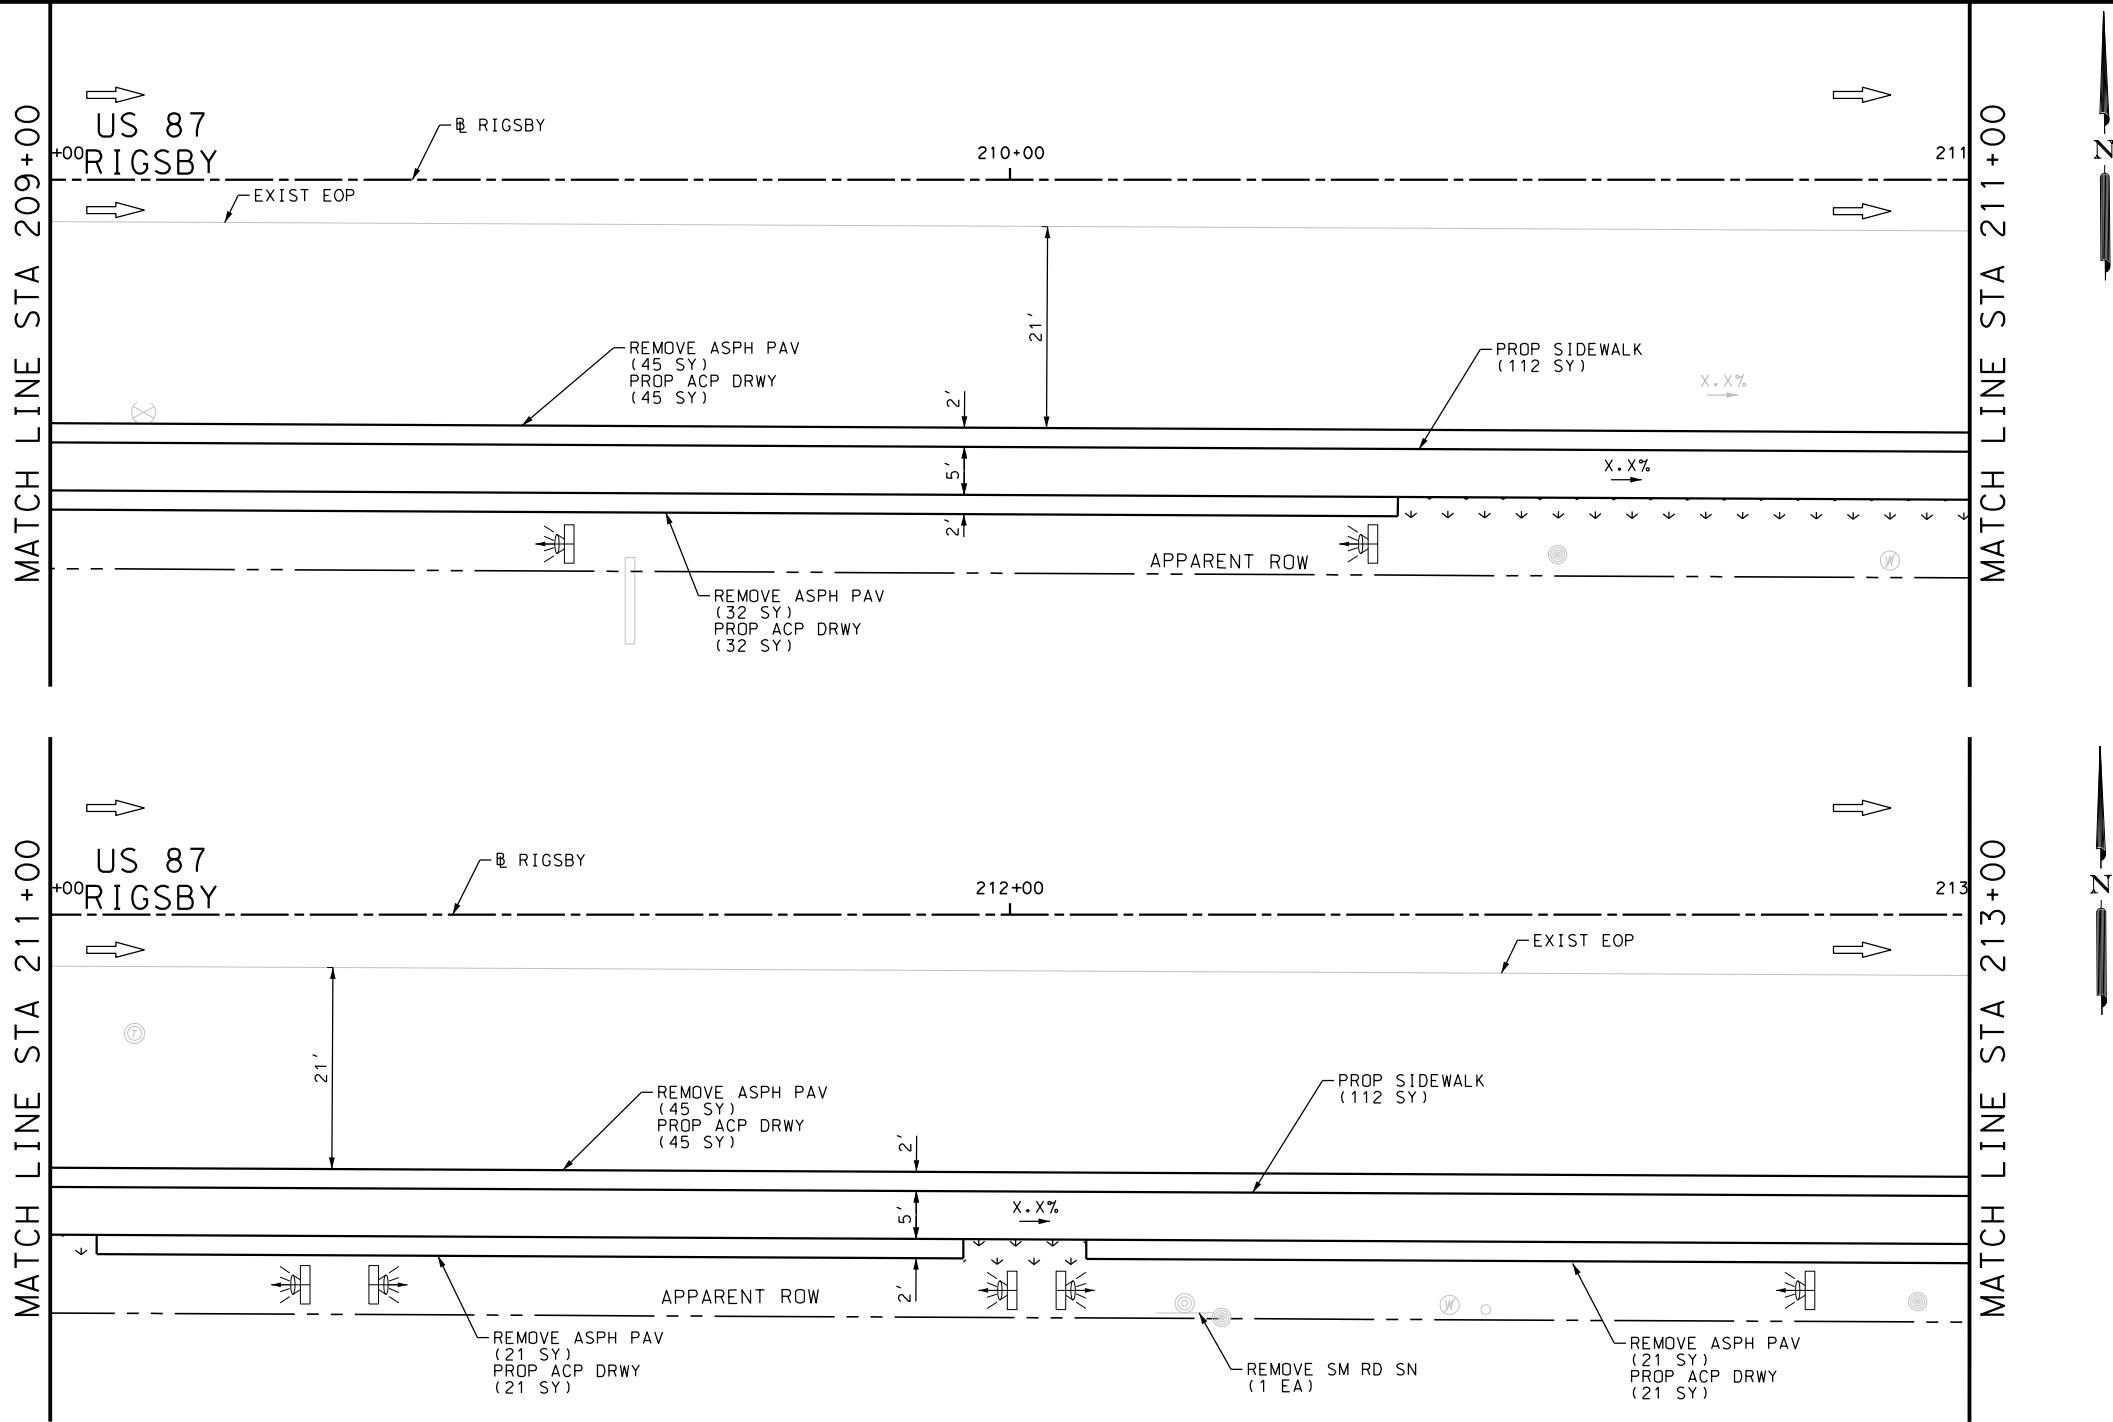 MATCH LINE STA 209+00
US 87
RIGSBY
+00
℄ RIGSBY
EXIST EOP
210+00
211
MATCH LINE STA 211+00
N
21'
REMOVE ASPH PAV
(45 SY)
PROP ACP DRWY
(45 SY)
PROP SIDEWALK
(112 SY)
X.X%
2'
5'
X.X%
2'
APPARENT ROW
W
REMOVE ASPH PAV
(32 SY)
PROP ACP DRWY
(32 SY)
MATCH LINE STA 211+00
US 87
RIGSBY
+00
℄ RIGSBY
212+00
213
MATCH LINE STA 213+00
N
EXIST EOP
T
21'
REMOVE ASPH PAV
(45 SY)
PROP ACP DRWY
(45 SY)
PROP SIDEWALK
(112 SY)
2'
5'
X.X%
2'
APPARENT ROW
W
REMOVE ASPH PAV
(21 SY)
PROP ACP DRWY
(21 SY)
REMOVE SM RD SN
(1 EA)
REMOVE ASPH PAV
(21 SY)
PROP ACP DRWY
(21 SY)